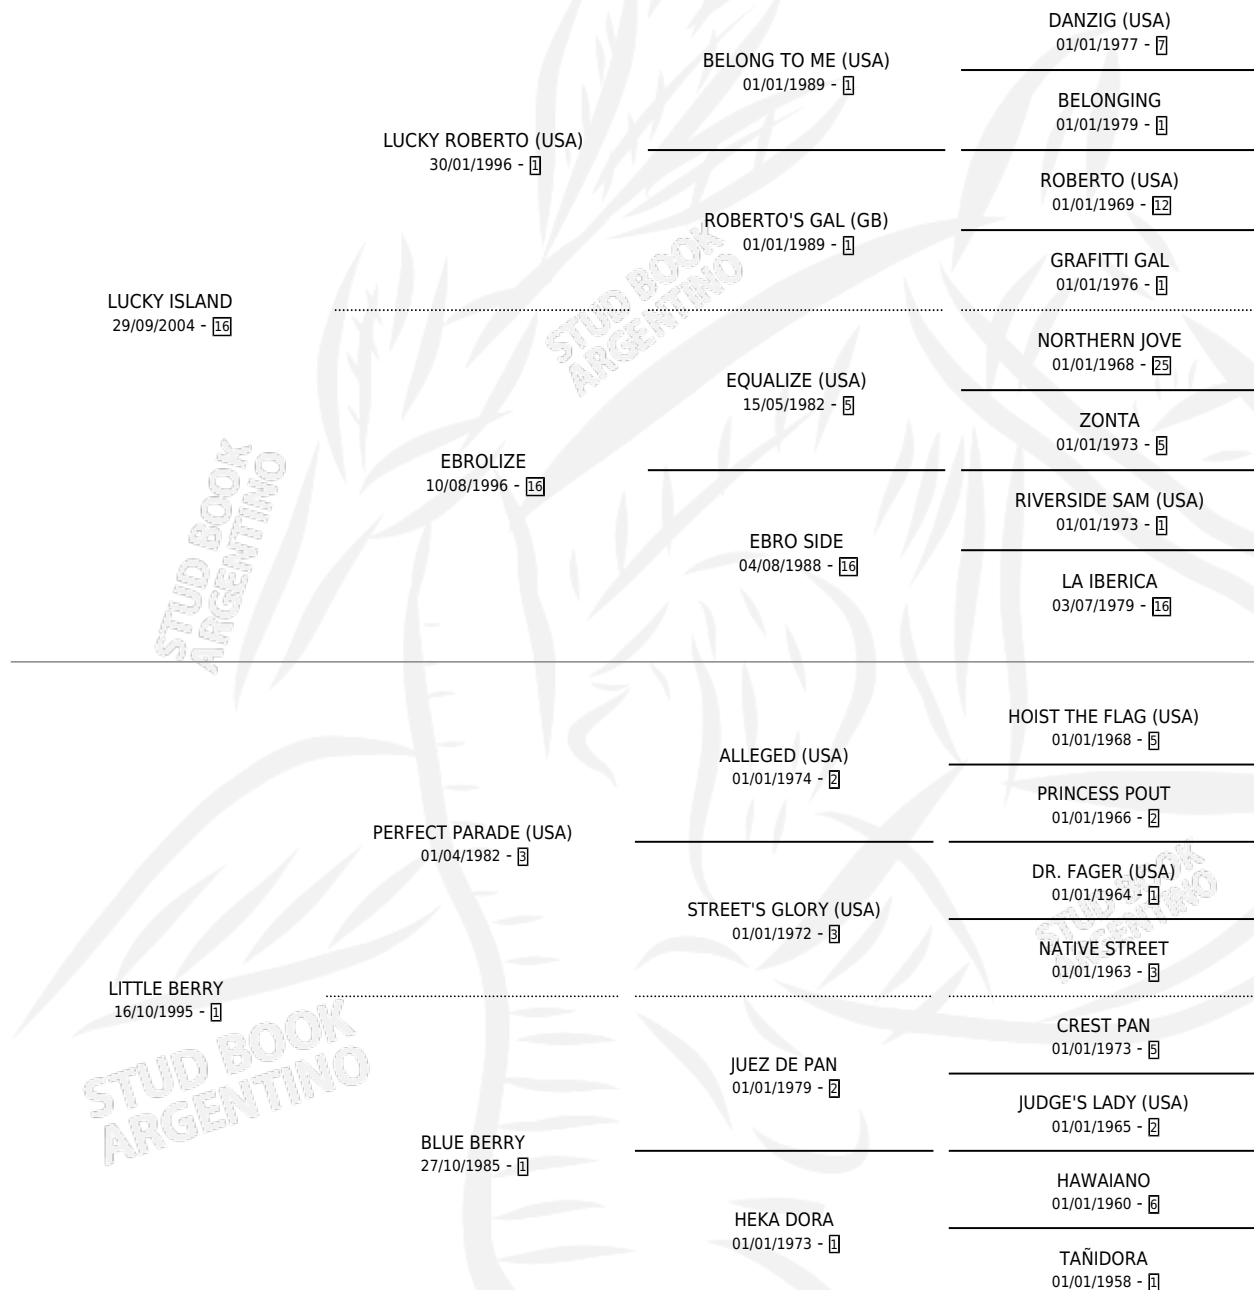 DANZIG (USA)
01/01/1977 - 7
BELONG TO ME (USA)
01/01/1989 - 1
BELONGING
01/01/1979 - 1
LUCKY ROBERTO (USA)
30/01/1996 - 1
ROBERTO (USA)
01/01/1969 - 12
ROBERTO'S GAL (GB)
01/01/1989 - 1
GRAFITTI GAL
01/01/1976 - 1
LUCKY ISLAND
29/09/2004 - 16
NORTHERN JOVE
01/01/1968 - 25
EQUALIZE (USA)
15/05/1982 - 5
ZONTA
01/01/1973 - 5
EBROLIZE
10/08/1996 - 16
RIVERSIDE SAM (USA)
01/01/1973 - 1
EBRO SIDE
04/08/1988 - 16
LA IBERICA
03/07/1979 - 16
HOIST THE FLAG (USA)
01/01/1968 - 5
ALLEGED (USA)
01/01/1974 - 2
PRINCESS POUT
01/01/1966 - 2
PERFECT PARADE (USA)
01/04/1982 - 3
DR. FAGER (USA)
01/01/1964 - 1
STREET'S GLORY (USA)
01/01/1972 - 3
NATIVE STREET
01/01/1963 - 3
LITTLE BERRY
16/10/1995 - 1
CREST PAN
01/01/1973 - 5
JUEZ DE PAN
01/01/1979 - 2
JUDGE'S LADY (USA)
01/01/1965 - 2
BLUE BERRY
27/10/1985 - 1
HAWAIANO
01/01/1960 - 6
HEKA DORA
01/01/1973 - 1
TAÑIDORA
01/01/1958 - 1
STUD BOOK
ARGENTINO
STUD BOOK
ARGENTINO
STUD BOOK
ARGENTINO
STUD BOOK
ARGENTINO